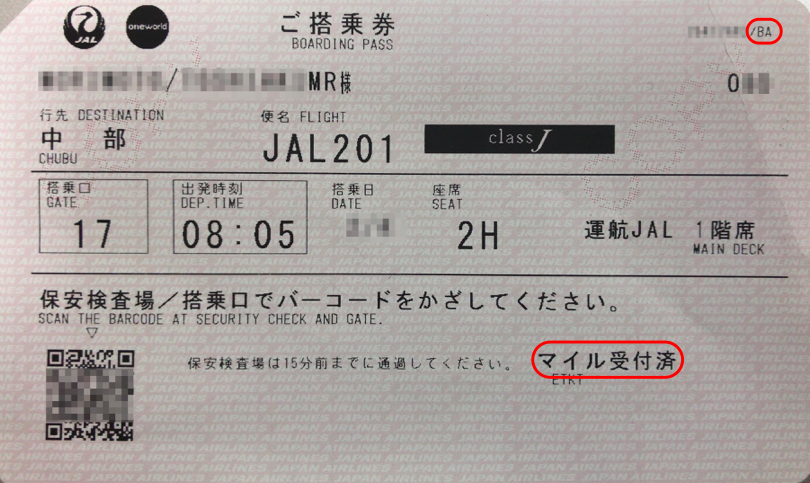 JAL
oneworld
ご搭乗券
BOARDING PASS
/BA
/ MR様
0
行先 DESTINATION
便名 FLIGHT
中部
CHUBU
JAL201
class J
搭乗口
GATE
17
出発時刻
DEP.TIME
08:05
搭乗日
DATE
座席
SEAT
2H
運航JAL
1階席
MAIN DECK
保安検査場／搭乗口でバーコードをかざしてください。
SCAN THE BARCODE AT SECURITY CHECK AND GATE.
保安検査場は15分前までに通過してください。
マイル受付済
ETKT